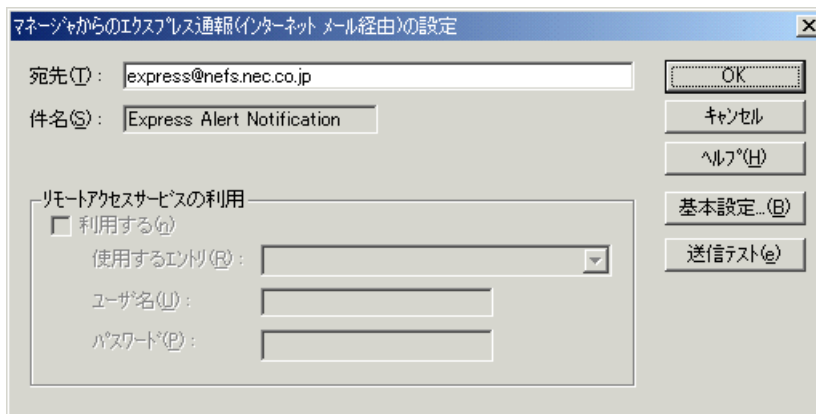 マネージャからのエクスプレス通報(インターネット メール経由)の設定
宛先(T): express@nefs.nec.co.jp
OK
件名(S): Express Alert Notification
キャンセル
ヘルプ(H)
リモートアクセスサービスの利用
基本設定...(B)
利用する(n)
使用するエントリ(R):
送信テスト(e)
ユーザ名(U):
パスワード(P):